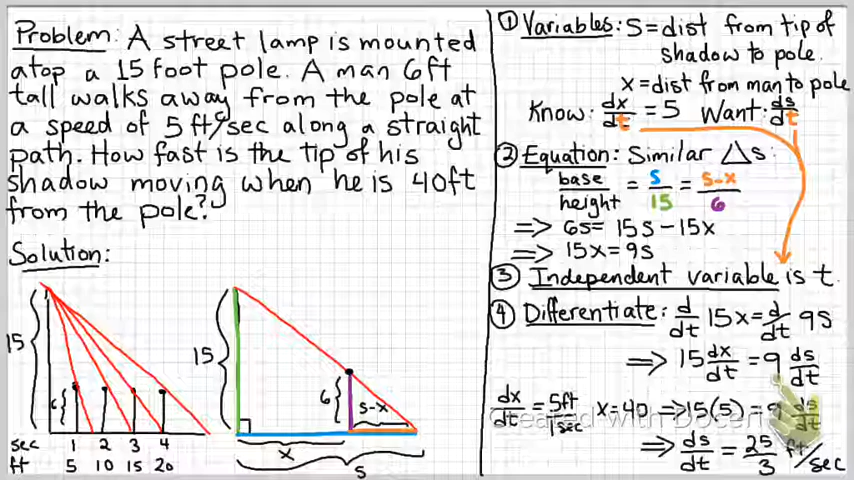 Problem: A street lamp is mounted
atop a 15 foot pole. A man 6ft
tall walks away from the pole at
a speed of 5 ft/sec along a straight
path. How fast is the tip of his
shadow moving when he is 40ft
from the pole?
Solution:
15
6
sec 1 2 3 4
ft 5 10 15 20
15
6
s-x
x
s
① Variables: S=dist from tip of
shadow to pole.
x=dist from man to pole
Know: dx/dt = 5 Want: ds/dt
② Equation: Similar △s.
base/height = s/15 = s-x/6
⇒ 6s= 15s-15x
⇒ 15x=9s
③ Independent variable is t.
④ Differentiate: d/dt 15x = d/dt 9s
⇒ 15 dx/dt = 9 ds/dt
dx/dt = 5ft/1sec x=40 ⇒ 15(5) = 9 ds/dt
Created with
⇒ ds/dt = 25/3 ft/sec